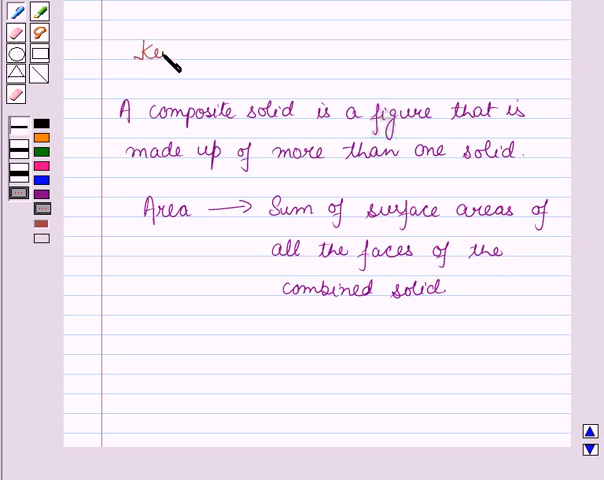 Ke
A composite solid is a figure that is
made up of more than one solid.
Area → Sum of surface areas of
all the faces of the
combined solid.